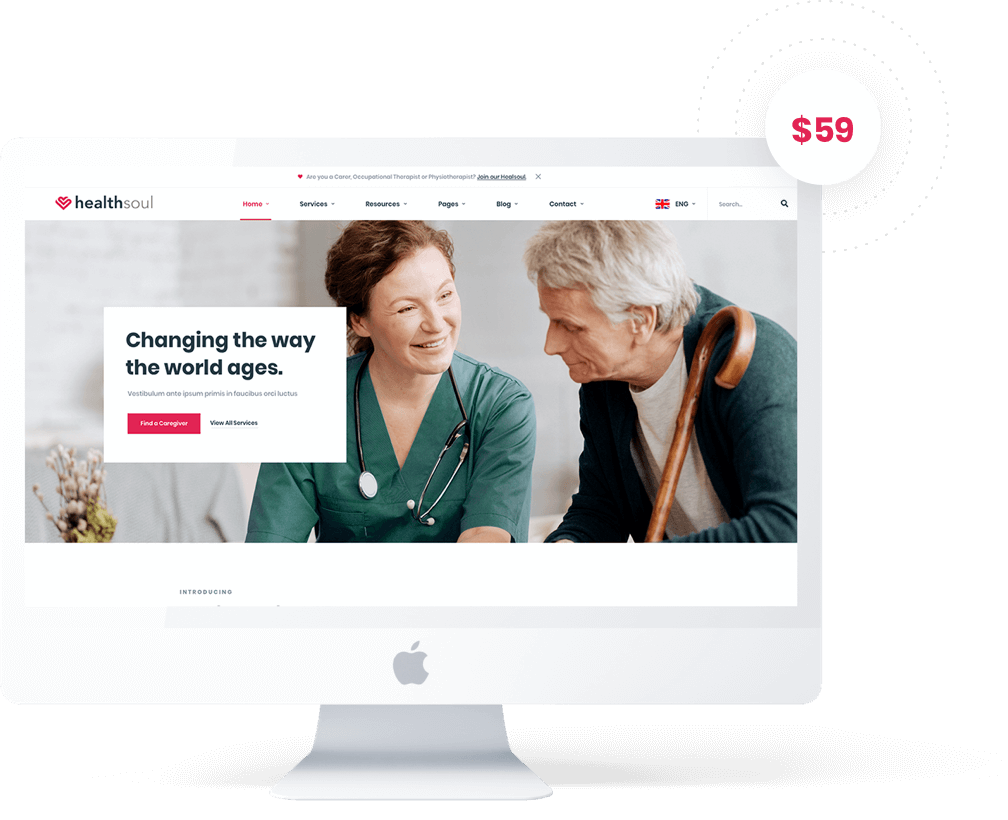 $59
Are you a Carer, Occupational Therapist or Physiotherapist? Join our Healsoul.
healthsoul Home Services Resources Pages Blog Contact ENG Search...
Changing the way
the world ages.
Vestibulum ante ipsum primis in faucibus orci luctus
Find a Caregiver View All Services
INTRODUCING